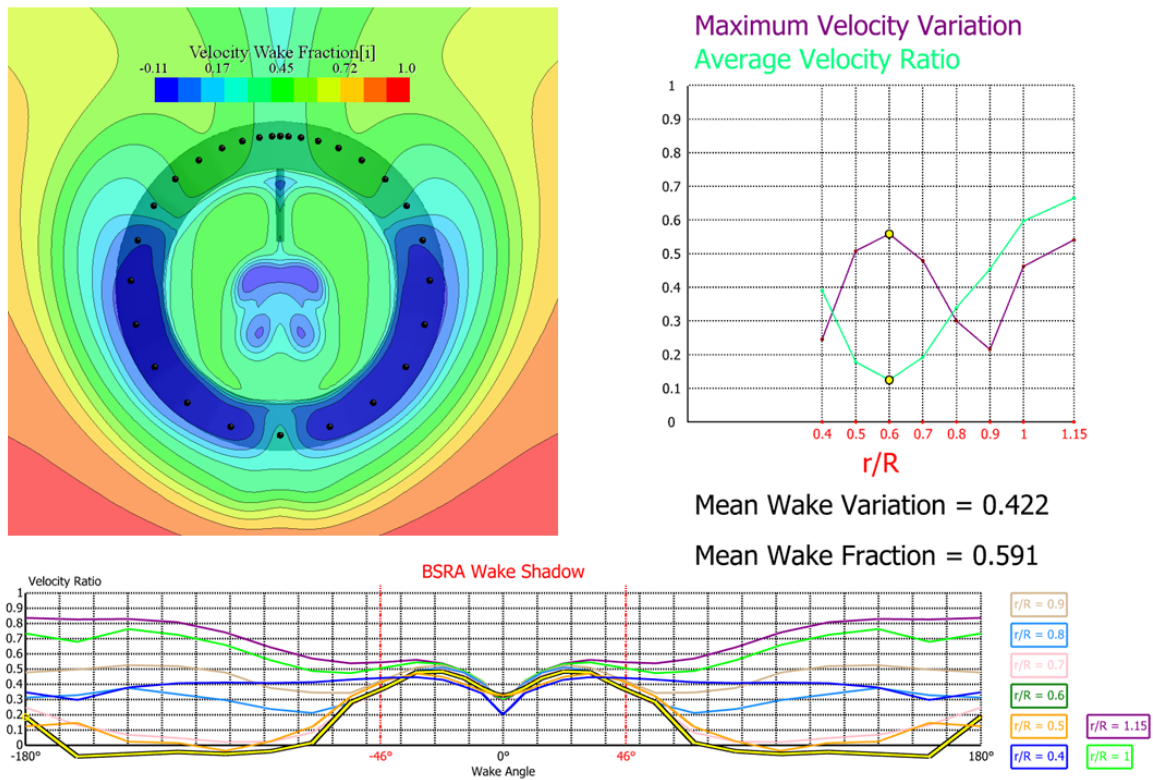 Velocity Wake Fraction[i]
-0.11 0.17 0.45 0.72 1.0
Maximum Velocity Variation
Average Velocity Ratio
1
0.9
0.8
0.7
0.6
0.5
0.4
0.3
0.2
0.1
0
0.4 0.5 0.6 0.7 0.8 0.9 1 1.15
r/R
Mean Wake Variation = 0.422
Mean Wake Fraction = 0.591
BSRA Wake Shadow
Velocity Ratio
1
0.9
0.8
0.7
0.6
0.5
0.4
0.3
0.2
0.1
0
-180° -46° 0° 46° 180°
Wake Angle
r/R = 0.9
r/R = 0.8
r/R = 0.7
r/R = 0.6
r/R = 0.5 r/R = 1.15
r/R = 0.4 r/R = 1